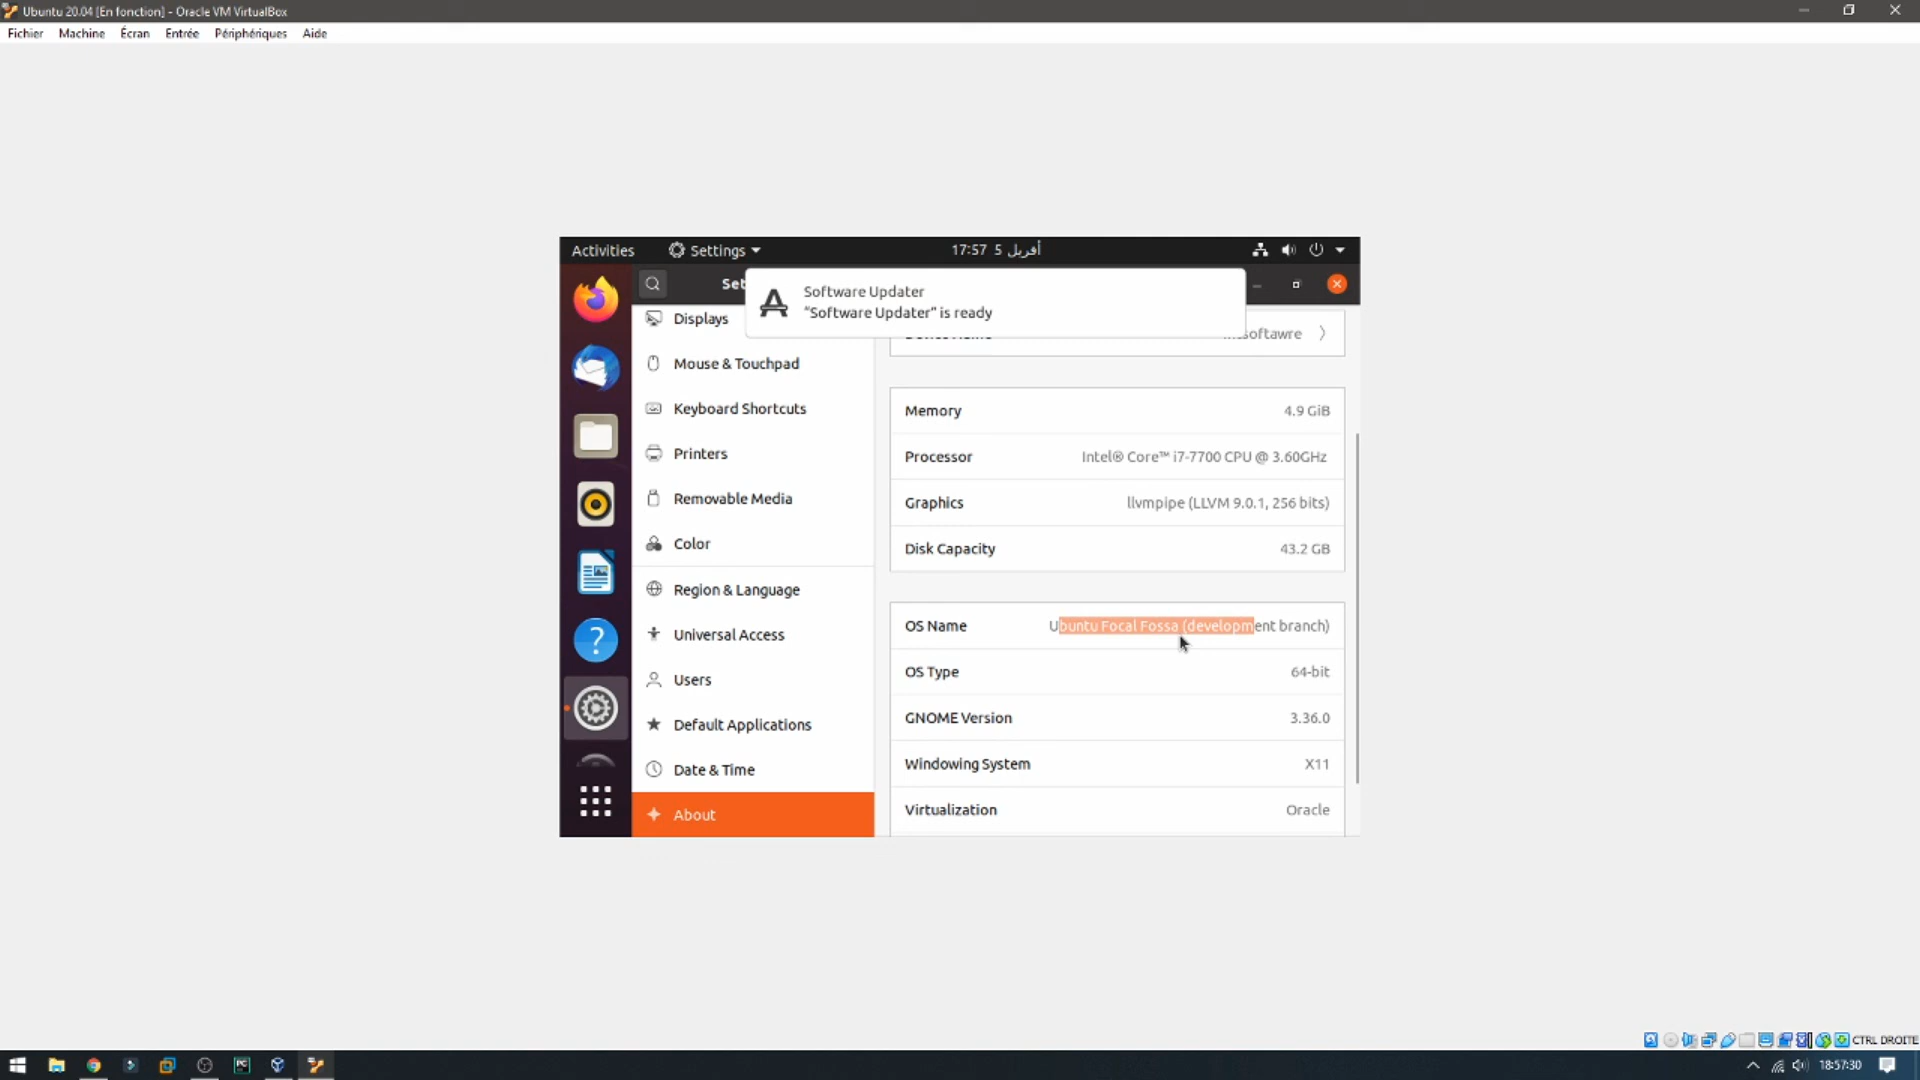 Ubuntu 20.04 [En fonction] - Oracle VM VirtualBox
Fichier Machine Écran Entrée Périphériques Aide
Activities Settings 17:57 5 أفريل
Software Updater
"Software Updater" is ready
Displays
Mouse & Touchpad
Keyboard Shortcuts
Printers
Removable Media
Color
Region & Language
Universal Access
Users
Default Applications
Date & Time
About
Memory 4.9 GiB
Processor Intel® Core™ i7-7700 CPU @ 3.60GHz
Graphics llvmpipe (LLVM 9.0.1, 256 bits)
Disk Capacity 43.2 GB
OS Name Ubuntu Focal Fossa (development branch)
OS Type 64-bit
GNOME Version 3.36.0
Windowing System X11
Virtualization Oracle
CTRL DROITE
18:57:30